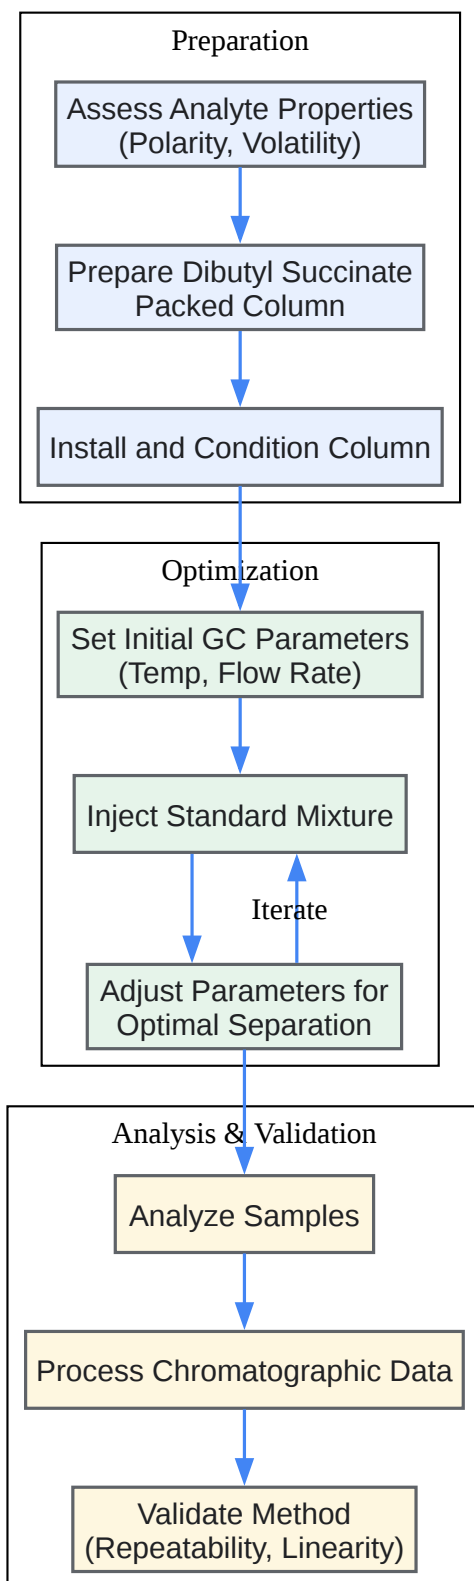 Preparation
Assess Analyte Properties
(Polarity, Volatility)
Prepare Dibutyl Succinate
Packed Column
Install and Condition Column
Optimization
Set Initial GC Parameters
(Temp, Flow Rate)
Inject Standard Mixture
Iterate
Adjust Parameters for
Optimal Separation
Analysis & Validation
Analyze Samples
Process Chromatographic Data
Validate Method
(Repeatability, Linearity)